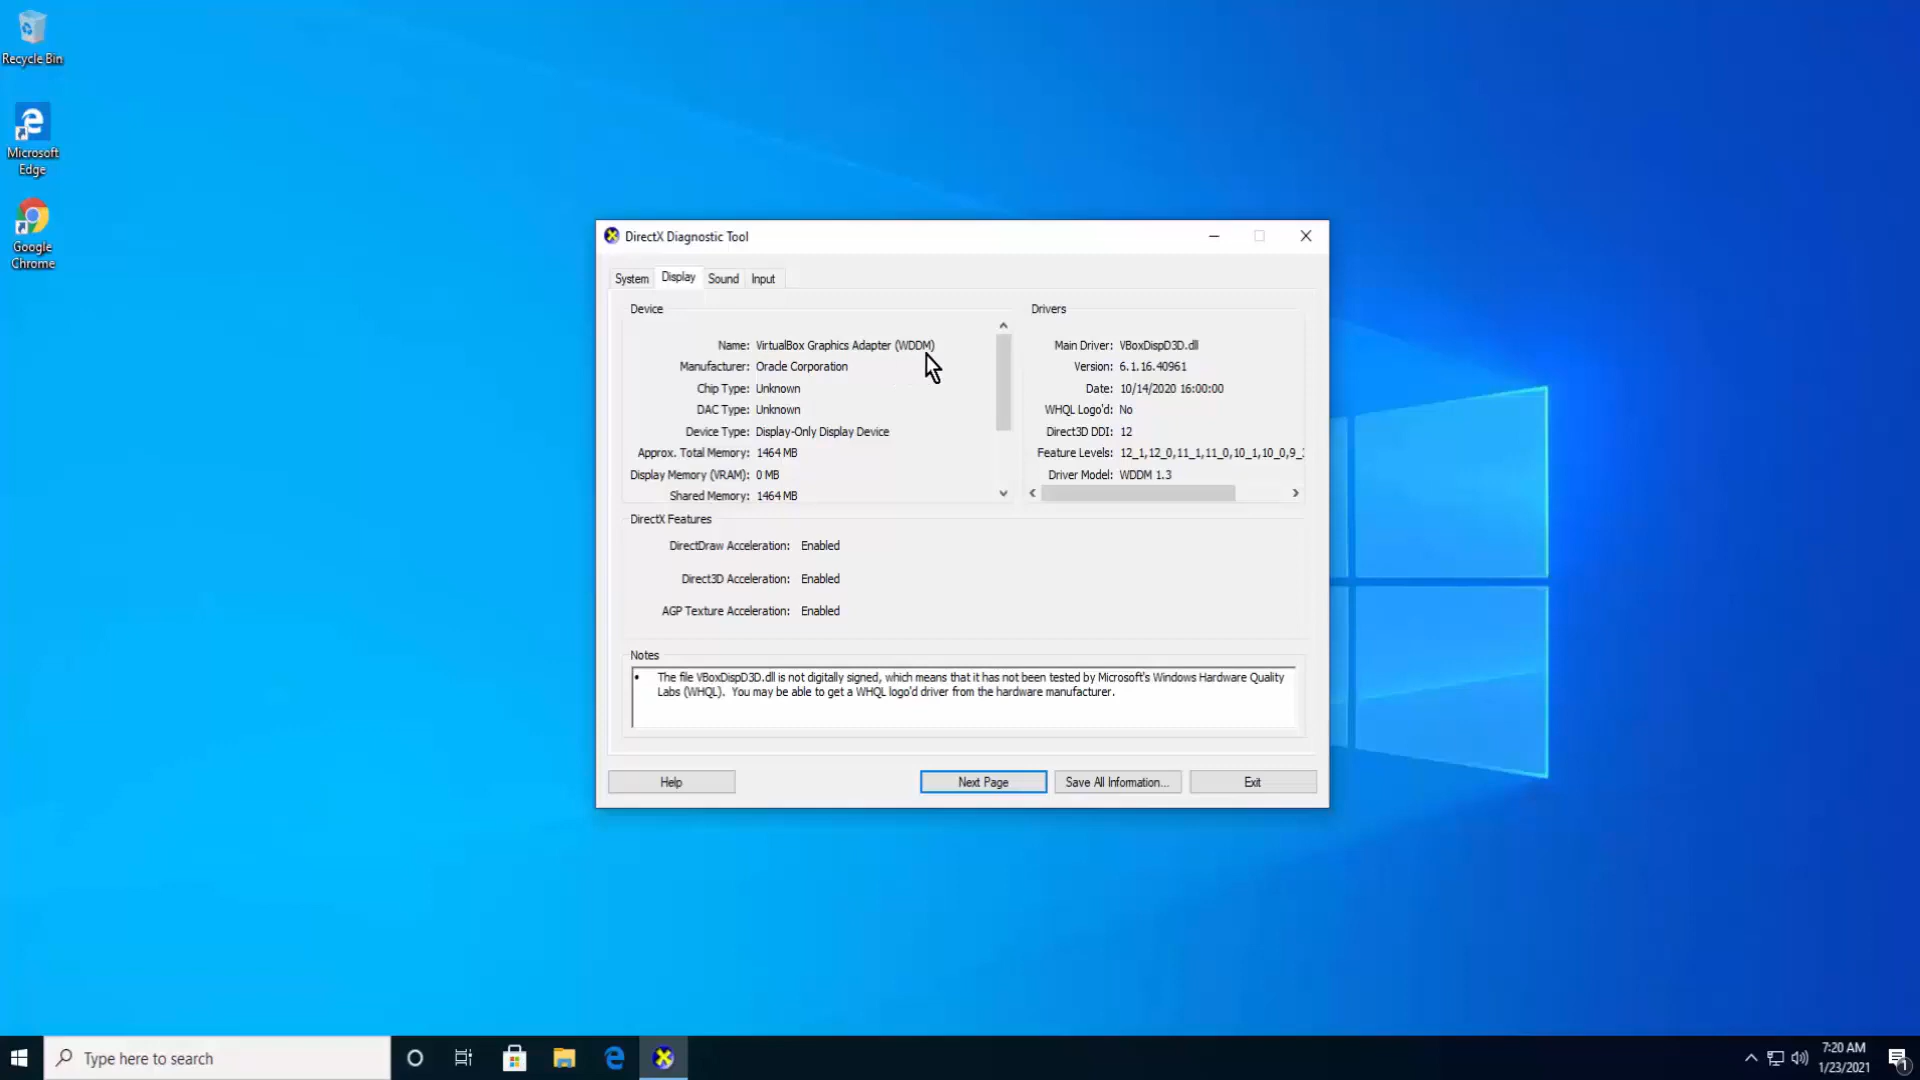 Recycle Bin
Microsoft
Edge
Google
Chrome
DirectX Diagnostic Tool
System Display Sound Input
Device
Name: VirtualBox Graphics Adapter (WDDM)
Manufacturer: Oracle Corporation
Chip Type: Unknown
DAC Type: Unknown
Device Type: Display-Only Display Device
Approx. Total Memory: 1464 MB
Display Memory (VRAM): 0 MB
Shared Memory: 1464 MB
Drivers
Main Driver: VBoxDispD3D.dll
Version: 6.1.16.40961
Date: 10/14/2020 16:00:00
WHQL Logo'd: No
Direct3D DDI: 12
Feature Levels: 12_1,12_0,11_1,11_0,10_1,10_0,9_
Driver Model: WDDM 1.3
DirectX Features
DirectDraw Acceleration: Enabled
Direct3D Acceleration: Enabled
AGP Texture Acceleration: Enabled
Notes
• The file VBoxDispD3D.dll is not digitally signed, which means that it has not been tested by Microsoft's Windows Hardware Quality
Labs (WHQL). You may be able to get a WHQL logo'd driver from the hardware manufacturer.
Help Next Page Save All Information... Exit
Type here to search
7:20 AM
1/23/2021
1